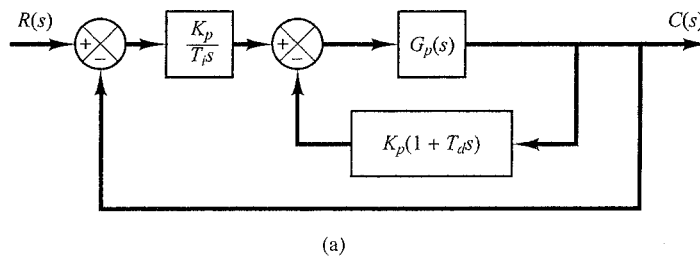 R(s)
C(s)
+
−
K_p
T_i s
+
−
G_p(s)
K_p(1 + T_d s)
(a)